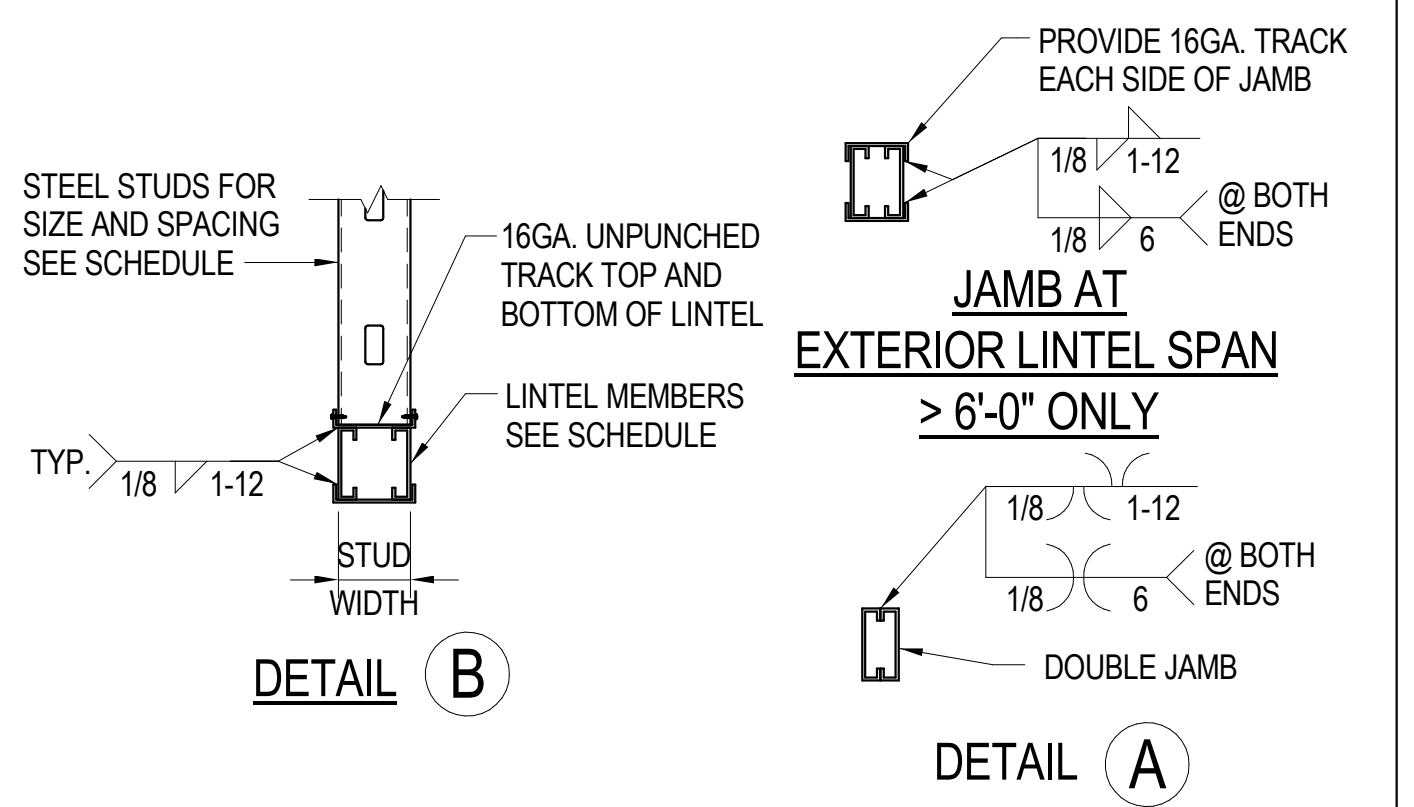 STEEL STUDS FOR
SIZE AND SPACING
SEE SCHEDULE
16GA. UNPUNCHED
TRACK TOP AND
BOTTOM OF LINTEL
LINTEL MEMBERS
SEE SCHEDULE
TYP.
1/8 1-12
STUD
WIDTH
DETAIL B
PROVIDE 16GA. TRACK
EACH SIDE OF JAMB
1/8 1-12
1/8 6
@ BOTH
ENDS
JAMB AT
EXTERIOR LINTEL SPAN
> 6'-0" ONLY
1/8 1-12
1/8 6
@ BOTH
ENDS
DOUBLE JAMB
DETAIL A